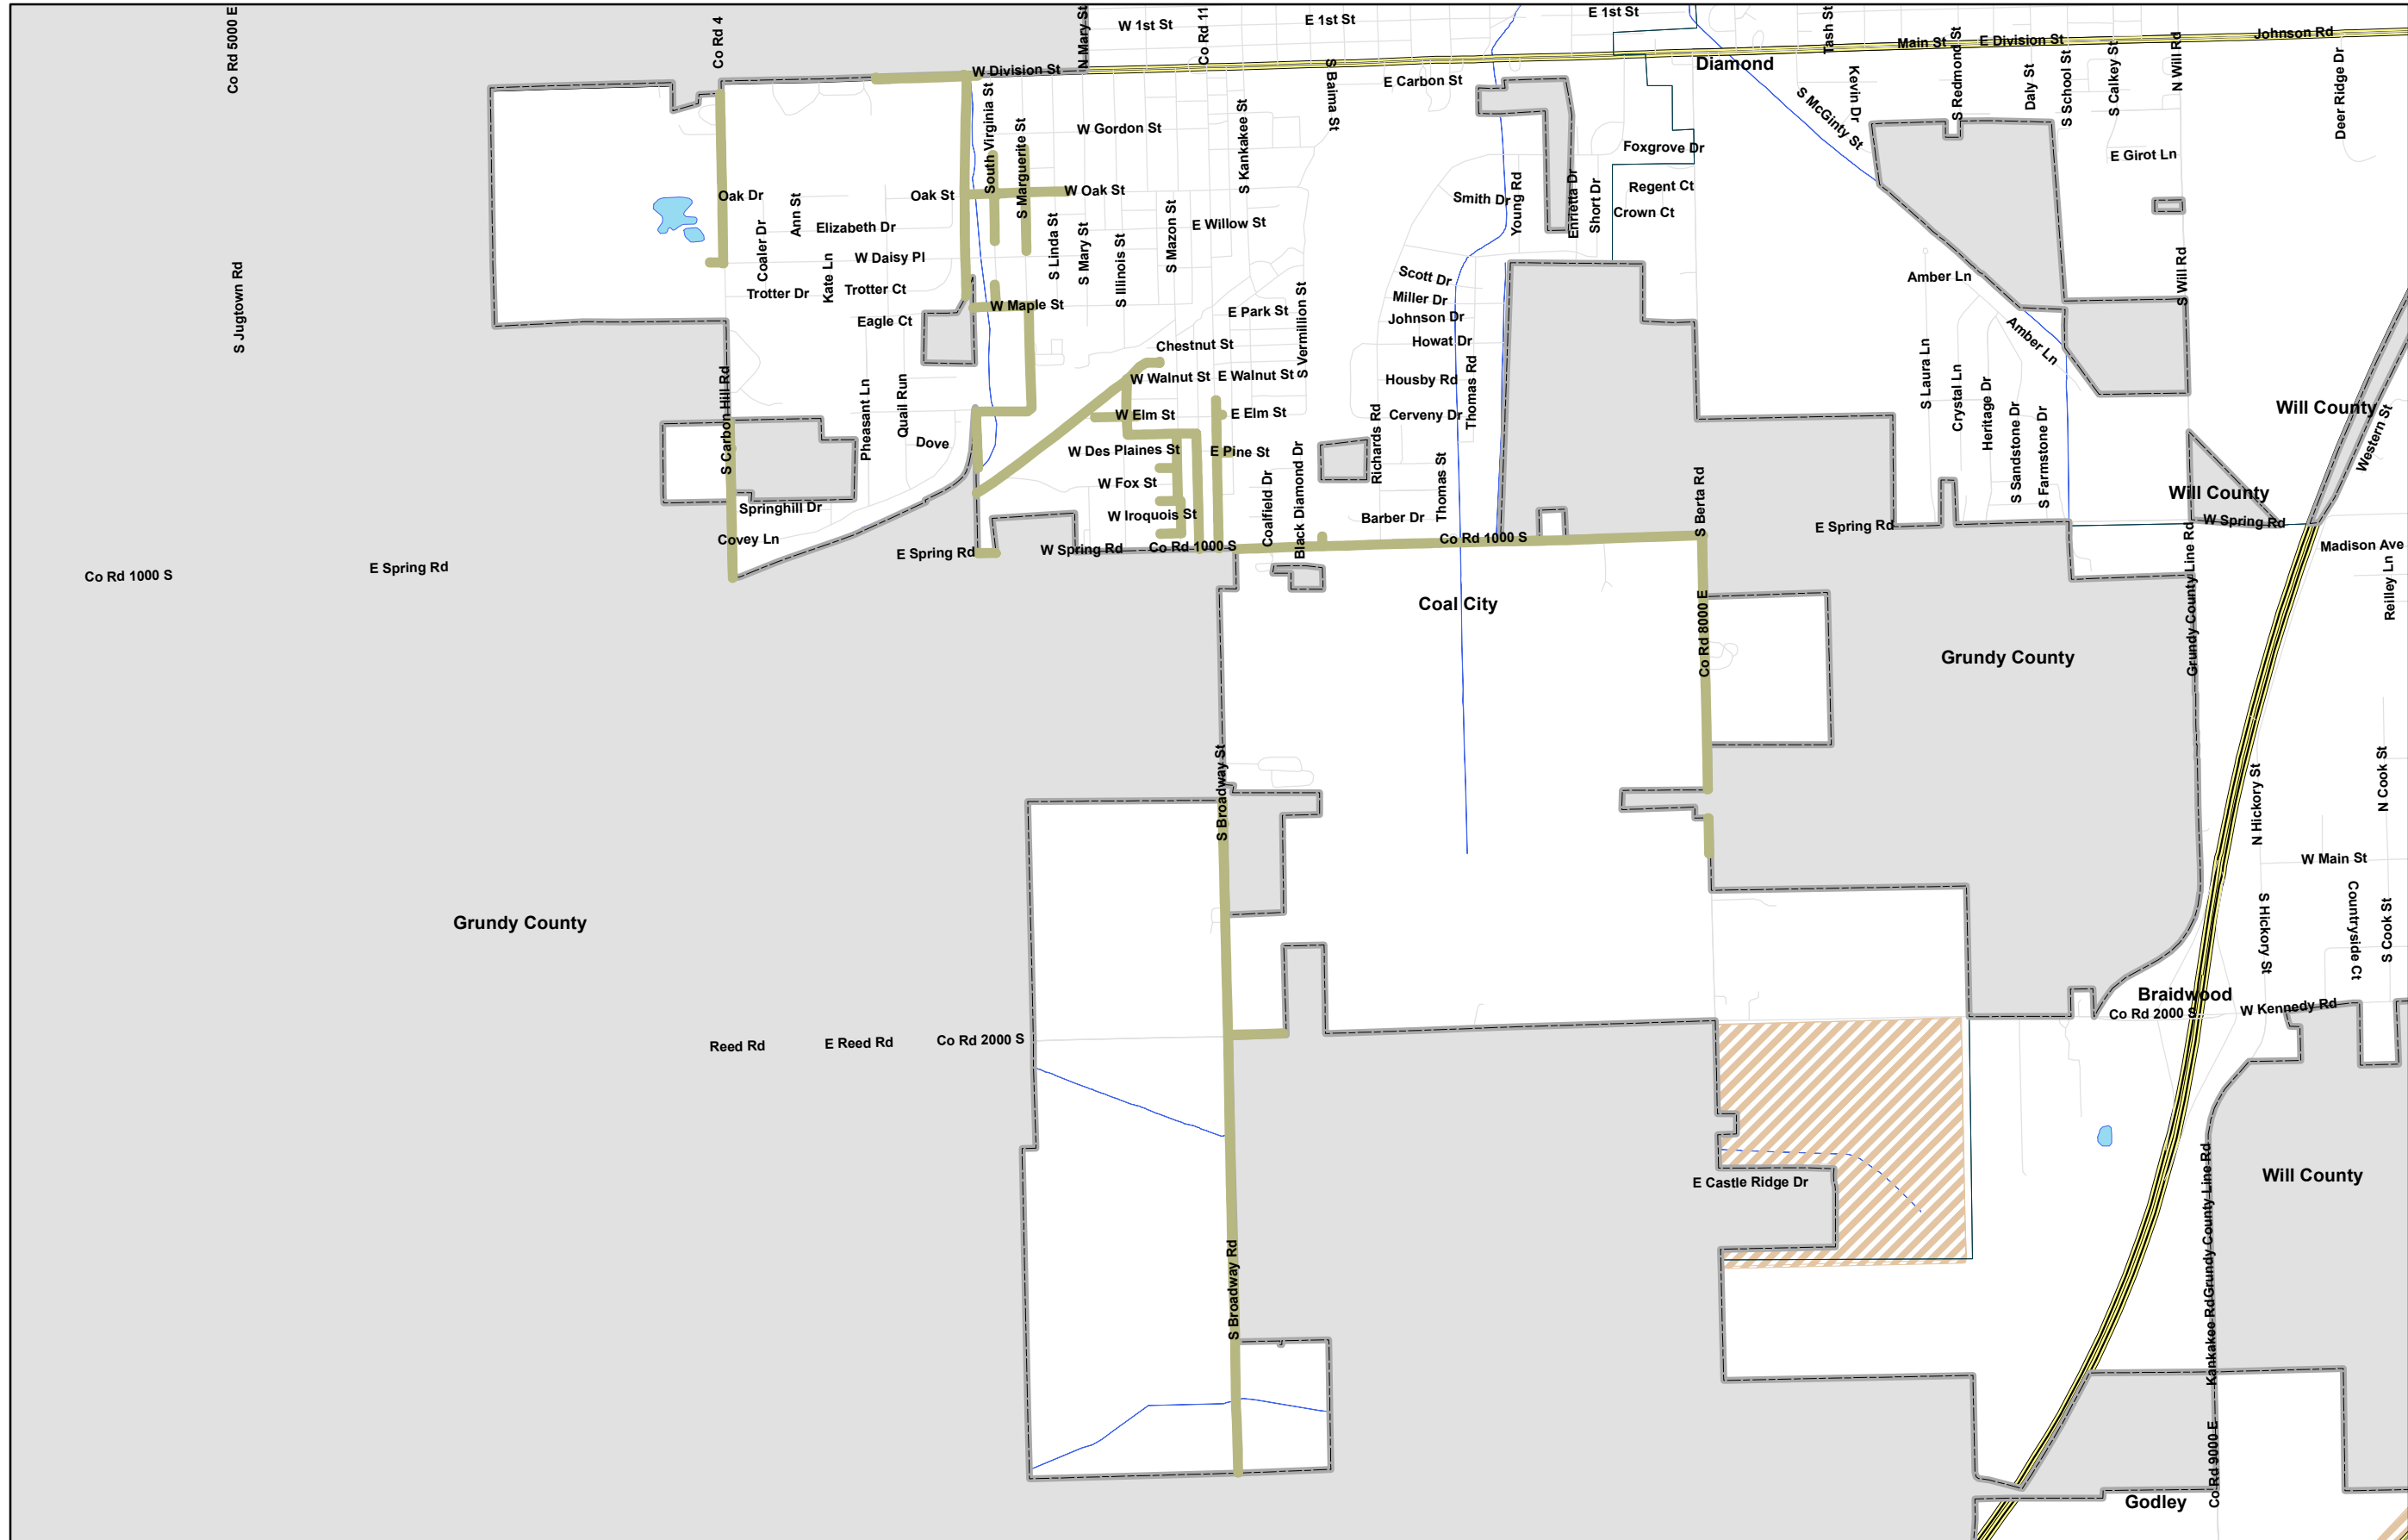 Co Rd 5000 E
Co Rd 4
N Mary St
W 1st St
Co Rd 11
E 1st St
E 1st St
Tash St
Main St
S Redmond St
E Division St
N Will Rd
Johnson Rd
W Division St
S Baima St
E Carbon St
Diamond
Kevin Dr
Daly St
S School St
S Calkey St
Deer Ridge Dr
South Virginia St
S Marguerite St
W Gordon St
S Kankakee St
S McGinty St
Foxgrove Dr
E Girot Ln
Oak Dr
Ann St
Oak St
W Oak St
Smith Dr
Young Rd
Enrietta Dr
Short Dr
Regent Ct
Crown Ct
Coaler Dr
Elizabeth Dr
S Linda St
S Mary St
S Illinois St
S Mazon St
E Willow St
Kate Ln
W Daisy Pl
Scott Dr
Amber Ln
S Will Rd
S Jugtown Rd
Trotter Dr
Trotter Ct
W Maple St
E Park St
S Vermillion St
Miller Dr
Johnson Dr
Eagle Ct
Chestnut St
Howat Dr
Amber Ln
S Carbon Hill Rd
Pheasant Ln
Quail Run
W Walnut St
E Walnut St
Housby Rd
Thomas Rd
S Laura Ln
Crystal Ln
Heritage Dr
S Sandstone Dr
S Farmstone Dr
Will County
Western St
W Elm St
E Elm St
Cerveny Dr
Richards Rd
Dove
W Des Plaines St
E Pine St
Black Diamond Dr
Coalfield Dr
Thomas St
S Berta Rd
W Fox St
Will County
Springhill Dr
W Iroquois St
Barber Dr
E Spring Rd
W Spring Rd
Covey Ln
E Spring Rd
W Spring Rd
Co Rd 1000 S
Co Rd 1000 S
Madison Ave
Co Rd 1000 S
E Spring Rd
Reilley Ln
Coal City
Co Rd 8000 E
Grundy County Line Rd
Grundy County
S Broadway St
N Hickory St
N Cook St
W Main St
Grundy County
S Hickory St
Countryside Ct
S Cook St
Braidwood
Co Rd 2000 S
W Kennedy Rd
Reed Rd
E Reed Rd
Co Rd 2000 S
E Castle Ridge Dr
Will County
S Broadway Rd
Grundy County Line Rd
Kankakee Rd
Co Rd 9000 E
Godley